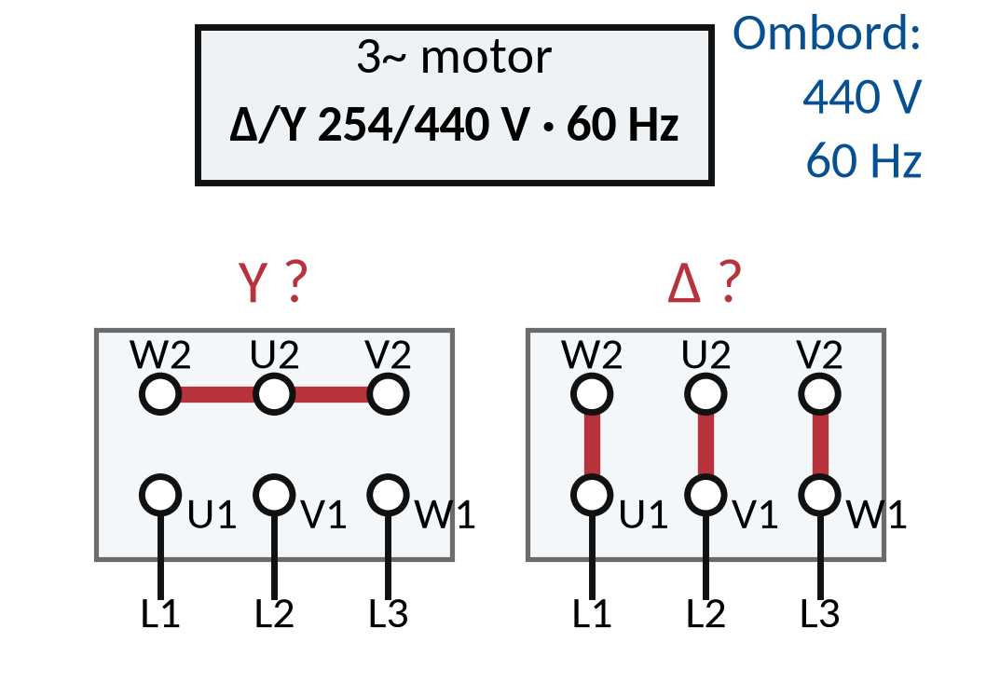 3~ motor
Δ/Y 254/440 V · 60 Hz
Ombord:
440 V
60 Hz
Y ?
Δ ?
W2 U2 V2
U1 V1 W1
L1 L2 L3
W2 U2 V2
U1 V1 W1
L1 L2 L3